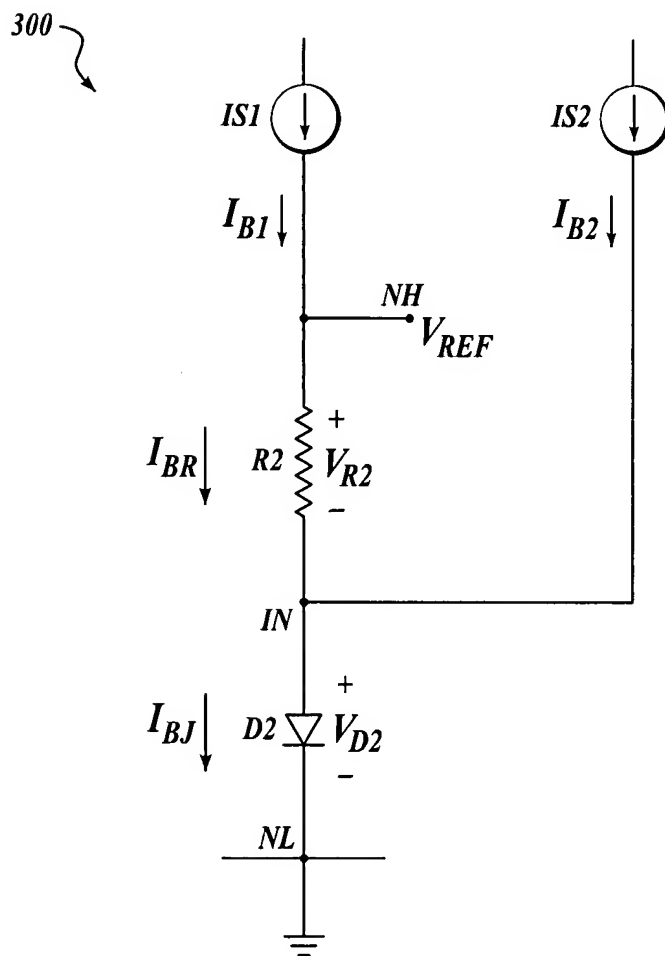 300
IS1
IS2
I_B1
I_B2
NH
V_REF
+
I_BR
R2
V_R2
−
IN
+
I_BJ
D2
V_D2
−
NL